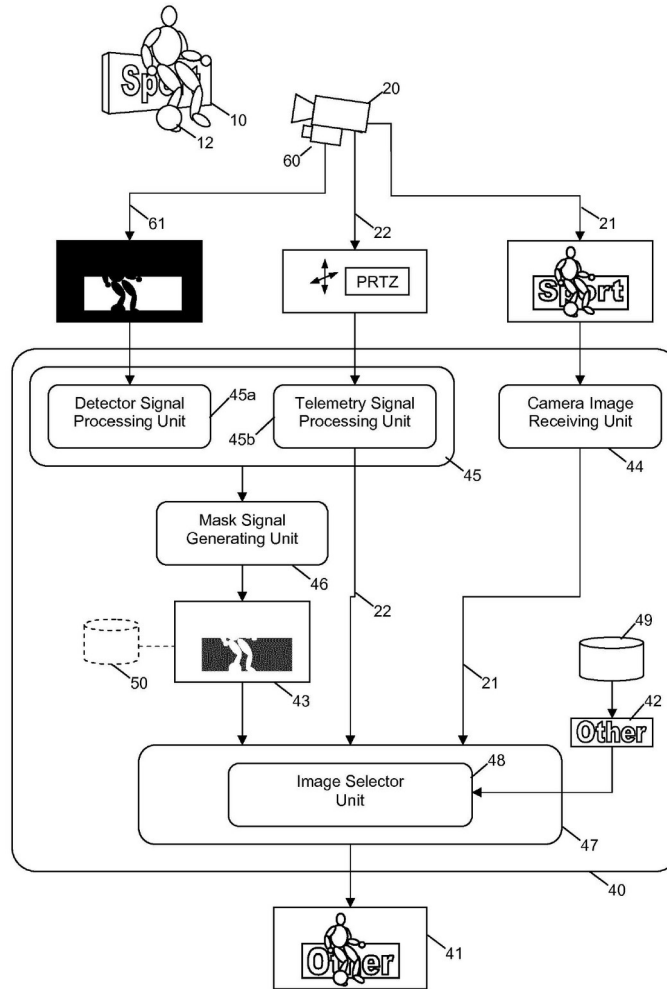 Sport
10
12
20
60
61
22
21
PRTZ
Sport
Detector Signal
Processing Unit
45a
45b
Telemetry Signal
Processing Unit
Camera Image
Receiving Unit
44
45
Mask Signal
Generating Unit
46
22
50
43
21
49
42
Other
48
Image Selector
Unit
47
40
Other
41